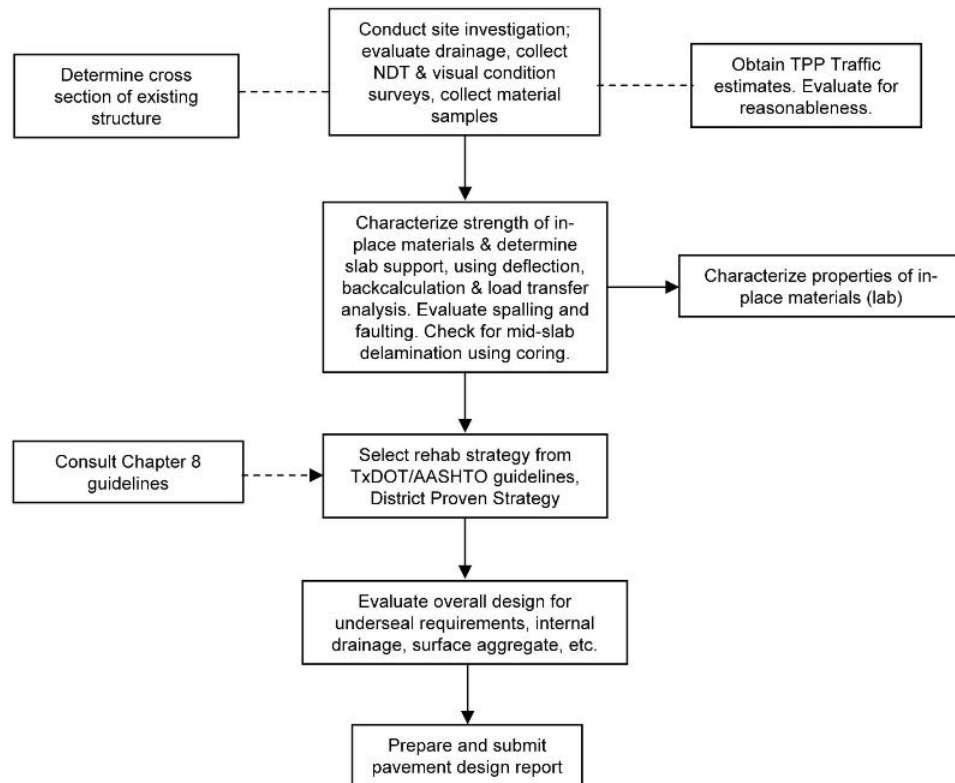 Conduct site investigation;
evaluate drainage, collect
NDT & visual condition
surveys, collect material
samples
Determine cross
section of existing
structure
Obtain TPP Traffic
estimates. Evaluate for
reasonableness.
Characterize strength of in-
place materials & determine
slab support, using deflection,
backcalculation & load transfer
analysis. Evaluate spalling and
faulting. Check for mid-slab
delamination using coring.
Characterize properties of in-
place materials (lab)
Consult Chapter 8
guidelines
Select rehab strategy from
TxDOT/AASHTO guidelines,
District Proven Strategy
Evaluate overall design for
underseal requirements, internal
drainage, surface aggregate, etc.
Prepare and submit
pavement design report